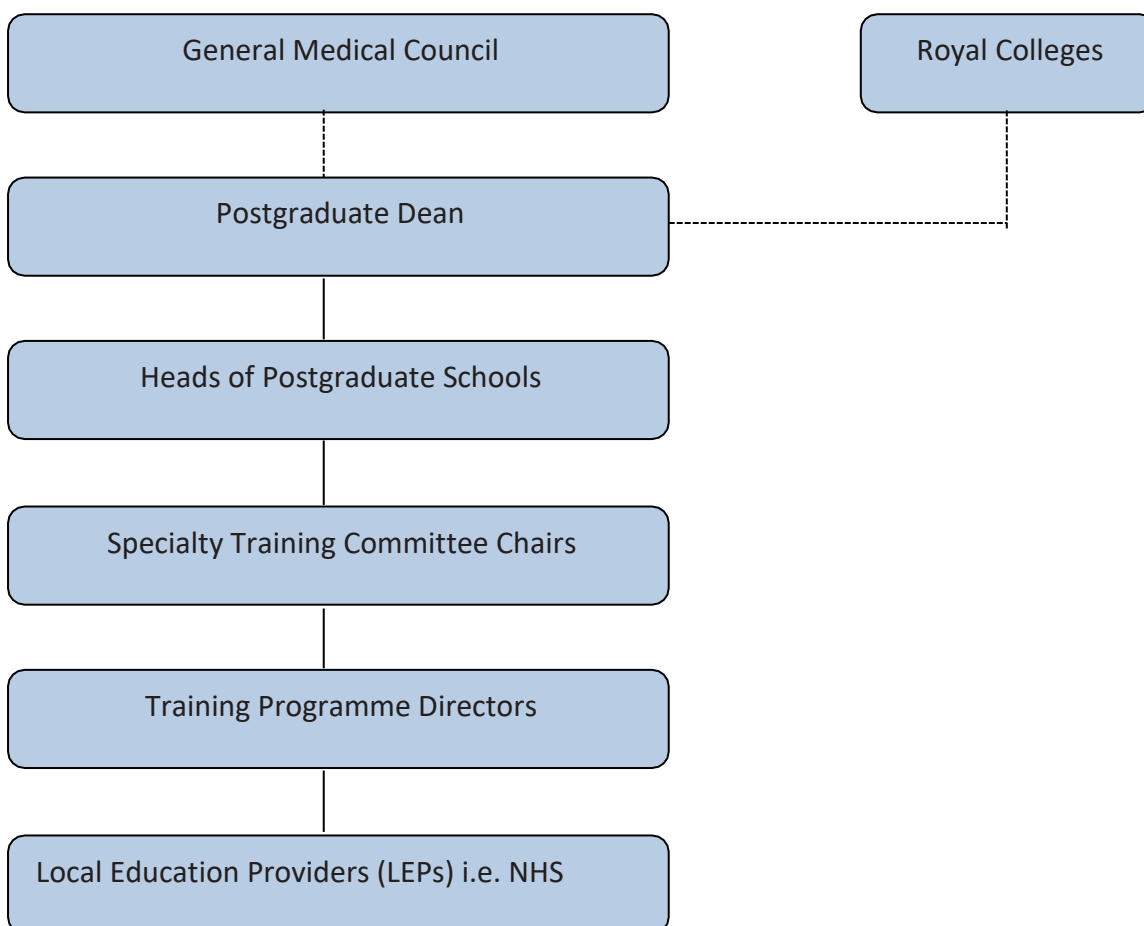 General Medical Council
Royal Colleges
Postgraduate Dean
Heads of Postgraduate Schools
Specialty Training Committee Chairs
Training Programme Directors
Local Education Providers (LEPs) i.e. NHS